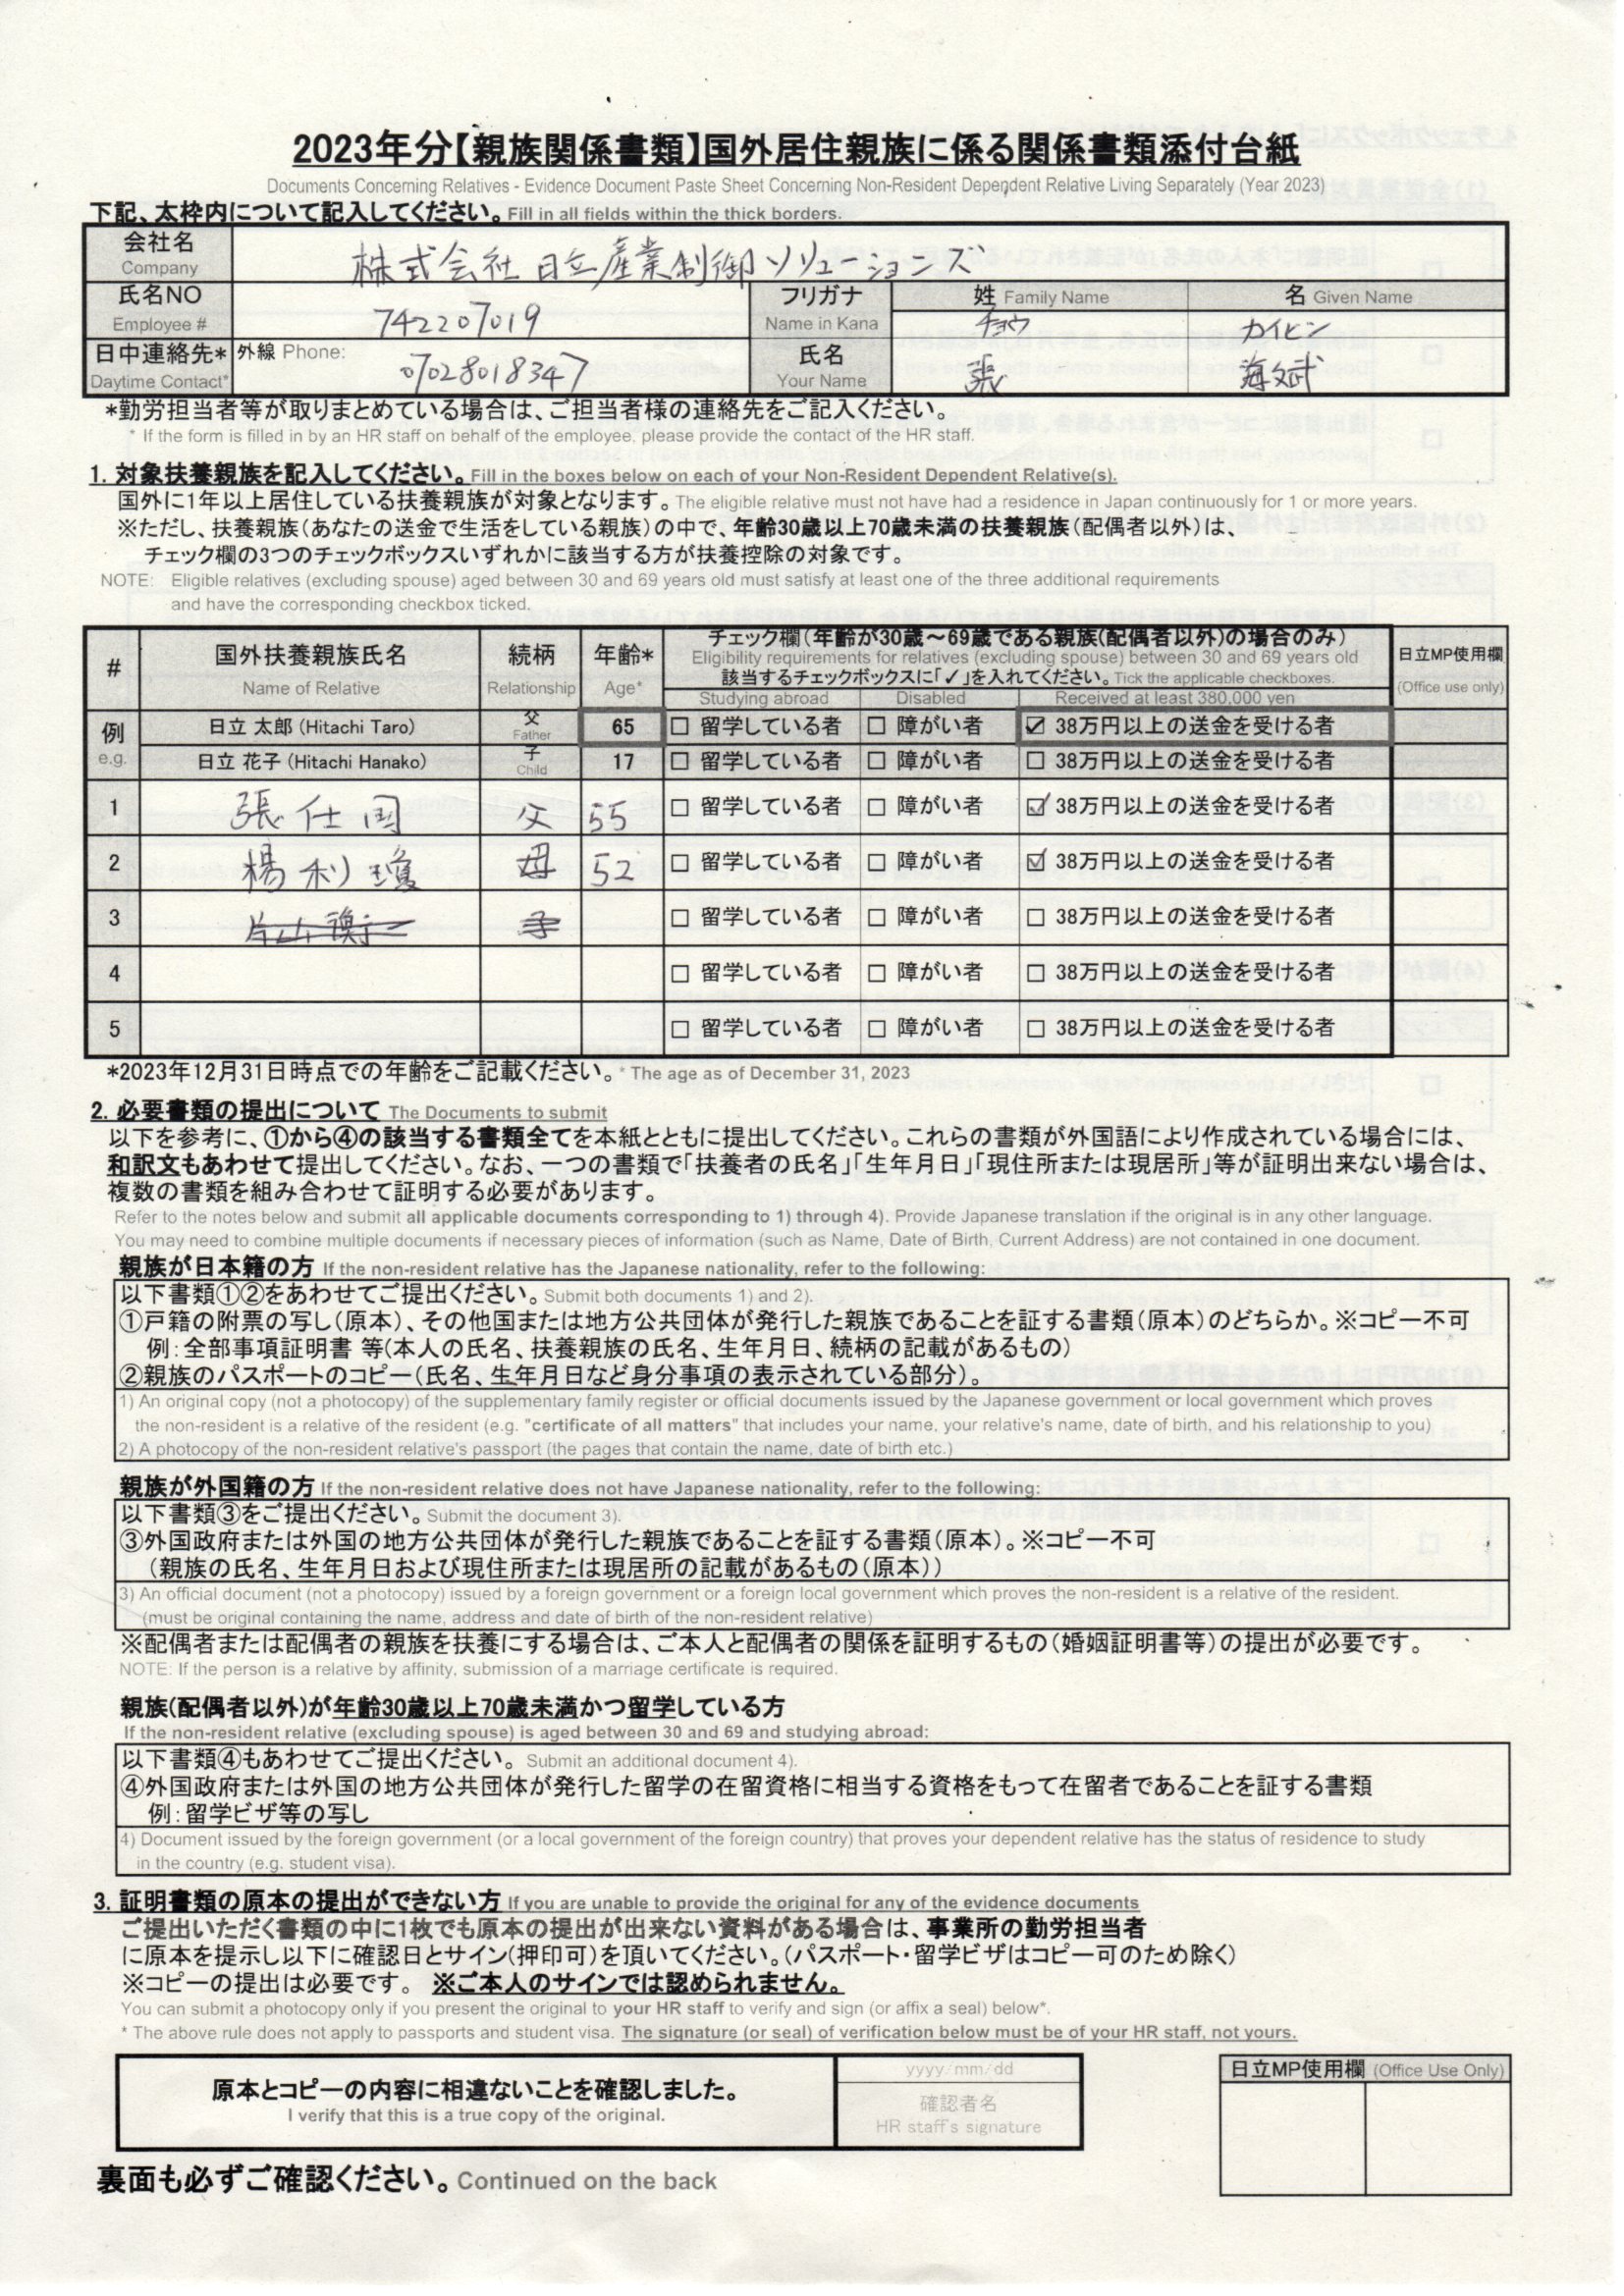 2023年分【親族関係書類】国外居住親族に係る関係書類添付台紙
Documents Concerning Relatives - Evidence Document Paste Sheet Concerning Non-Resident Dependent Relative Living Separately (Year 2023)
下記、太枠内について記入してください。Fill in all fields within the thick borders.
会社名 Company 株式会社日立産業制御ソリューションズ
氏名NO Employee # 742207019 フリガナ Name in Kana 姓 Family Name チョウ 名 Given Name カイヒン
日中連絡先* Daytime Contact* 外線 Phone: 07028018347 氏名 Your Name 張 海斌
*勤労担当者等が取りまとめている場合は、ご担当者様の連絡先をご記入ください。
* If the form is filled in by an HR staff on behalf of the employee, please provide the contact of the HR staff.
1. 対象扶養親族を記入してください。Fill in the boxes below on each of your Non-Resident Dependent Relative(s).
国外に1年以上居住している扶養親族が対象となります。The eligible relative must not have had a residence in Japan continuously for 1 or more years.
※ただし、扶養親族(あなたの送金で生活をしている親族)の中で、年齢30歳以上70歳未満の扶養親族(配偶者以外)は、
チェック欄の3つのチェックボックスいずれかに該当する方が扶養控除の対象です。
NOTE: Eligible relatives (excluding spouse) aged between 30 and 69 years old must satisfy at least one of the three additional requirements
and have the corresponding checkbox ticked.
# 国外扶養親族氏名 Name of Relative 続柄 Relationship 年齢* Age* チェック欄(年齢が30歳～69歳である親族(配偶者以外)の場合のみ) 日立MP使用欄 (Office use only)
Eligibility requirements for relatives (excluding spouse) between 30 and 69 years old
該当するチェックボックスに「✓」を入れてください。Tick the applicable checkboxes.
Studying abroad Disabled Received at least 380,000 yen
例 e.g. 日立 太郎 (Hitachi Taro) 父 Father 65 □ 留学している者 □ 障がい者 ☑ 38万円以上の送金を受ける者
日立 花子 (Hitachi Hanako) 子 Child 17 □ 留学している者 □ 障がい者 □ 38万円以上の送金を受ける者
1 張仕国 父 55 □ 留学している者 □ 障がい者 ☑ 38万円以上の送金を受ける者
2 楊利瓊 母 52 □ 留学している者 □ 障がい者 ☑ 38万円以上の送金を受ける者
3 □ 留学している者 □ 障がい者 □ 38万円以上の送金を受ける者
4 □ 留学している者 □ 障がい者 □ 38万円以上の送金を受ける者
5 □ 留学している者 □ 障がい者 □ 38万円以上の送金を受ける者
*2023年12月31日時点での年齢をご記載ください。* The age as of December 31, 2023
2. 必要書類の提出について The Documents to submit
以下を参考に、①から④の該当する書類全てを本紙とともに提出してください。これらの書類が外国語により作成されている場合には、
和訳文もあわせて提出してください。なお、一つの書類で「扶養者の氏名」「生年月日」「現住所または現居所」等が証明出来ない場合は、
複数の書類を組み合わせて証明する必要があります。
Refer to the notes below and submit all applicable documents corresponding to 1) through 4). Provide Japanese translation if the original is in any other language.
You may need to combine multiple documents if necessary pieces of information (such as Name, Date of Birth, Current Address) are not contained in one document.
親族が日本籍の方 If the non-resident relative has the Japanese nationality, refer to the following:
以下書類①②をあわせてご提出ください。Submit both documents 1) and 2).
①戸籍の附票の写し(原本)、その他国または地方公共団体が発行した親族であることを証する書類(原本)のどちらか。※コピー不可
例：全部事項証明書 等(本人の氏名、扶養親族の氏名、生年月日、続柄の記載があるもの)
②親族のパスポートのコピー(氏名、生年月日など身分事項の表示されている部分)。
1) An original copy (not a photocopy) of the supplementary family register or official documents issued by the Japanese government or local government which proves
the non-resident is a relative of the resident (e.g. "certificate of all matters" that includes your name, your relative's name, date of birth, and his relationship to you)
2) A photocopy of the non-resident relative's passport (the pages that contain the name, date of birth etc.)
親族が外国籍の方 If the non-resident relative does not have Japanese nationality, refer to the following:
以下書類③をご提出ください。Submit the document 3).
③外国政府または外国の地方公共団体が発行した親族であることを証する書類(原本)。※コピー不可
(親族の氏名、生年月日および現住所または現居所の記載があるもの(原本))
3) An official document (not a photocopy) issued by a foreign government or a foreign local government which proves the non-resident is a relative of the resident.
(must be original containing the name, address and date of birth of the non-resident relative)
※配偶者または配偶者の親族を扶養にする場合は、ご本人と配偶者の関係を証明するもの(婚姻証明書等)の提出が必要です。
NOTE: If the person is a relative by affinity, submission of a marriage certificate is required.
親族(配偶者以外)が年齢30歳以上70歳未満かつ留学している方
If the non-resident relative (excluding spouse) is aged between 30 and 69 and studying abroad:
以下書類④もあわせてご提出ください。 Submit an additional document 4).
④外国政府または外国の地方公共団体が発行した留学の在留資格に相当する資格をもって在留者であることを証する書類
例：留学ビザ等の写し
4) Document issued by the foreign government (or a local government of the foreign country) that proves your dependent relative has the status of residence to study
in the country (e.g. student visa).
3. 証明書類の原本の提出ができない方 If you are unable to provide the original for any of the evidence documents
ご提出いただく書類の中に1枚でも原本の提出が出来ない資料がある場合は、事業所の勤労担当者
に原本を提示し以下に確認日とサイン(押印可)を頂いてください。(パスポート・留学ビザはコピー可のため除く)
※コピーの提出は必要です。 ※ご本人のサインでは認められません。
You can submit a photocopy only if you present the original to your HR staff to verify and sign (or affix a seal) below*.
* The above rule does not apply to passports and student visa. The signature (or seal) of verification below must be of your HR staff, not yours.
原本とコピーの内容に相違ないことを確認しました。 yyyy/mm/dd 日立MP使用欄 (Office Use Only)
I verify that this is a true copy of the original. 確認者名
HR staff's signature
裏面も必ずご確認ください。Continued on the back